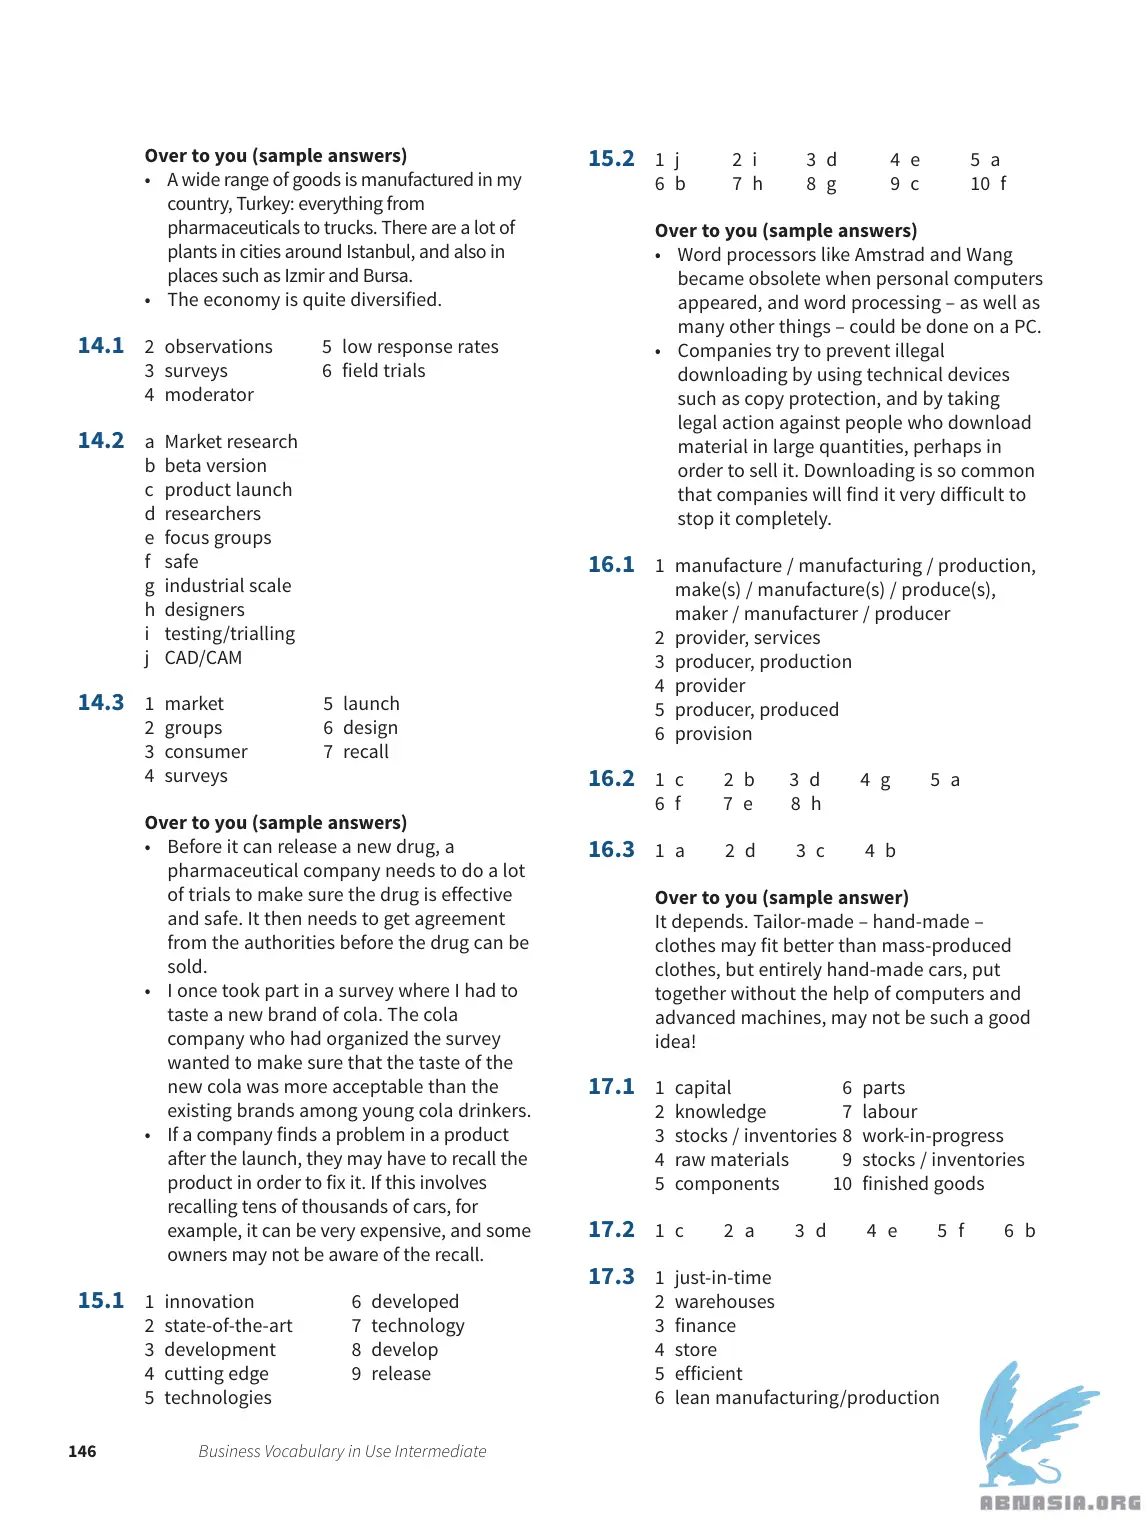 Over to you (sample answers)
• A wide range of goods is manufactured in my
country, Turkey: everything from
pharmaceuticals to trucks. There are a lot of
plants in cities around Istanbul, and also in
places such as Izmir and Bursa.
• The economy is quite diversified.
14.1 2 observations 5 low response rates
3 surveys 6 field trials
4 moderator
14.2 a Market research
b beta version
c product launch
d researchers
e focus groups
f safe
g industrial scale
h designers
i testing/trialling
j CAD/CAM
14.3 1 market 5 launch
2 groups 6 design
3 consumer 7 recall
4 surveys
Over to you (sample answers)
• Before it can release a new drug, a
pharmaceutical company needs to do a lot
of trials to make sure the drug is effective
and safe. It then needs to get agreement
from the authorities before the drug can be
sold.
• I once took part in a survey where I had to
taste a new brand of cola. The cola
company who had organized the survey
wanted to make sure that the taste of the
new cola was more acceptable than the
existing brands among young cola drinkers.
• If a company finds a problem in a product
after the launch, they may have to recall the
product in order to fix it. If this involves
recalling tens of thousands of cars, for
example, it can be very expensive, and some
owners may not be aware of the recall.
15.1 1 innovation 6 developed
2 state-of-the-art 7 technology
3 development 8 develop
4 cutting edge 9 release
5 technologies
15.2 1 j 2 i 3 d 4 e 5 a
6 b 7 h 8 g 9 c 10 f
Over to you (sample answers)
• Word processors like Amstrad and Wang
became obsolete when personal computers
appeared, and word processing – as well as
many other things – could be done on a PC.
• Companies try to prevent illegal
downloading by using technical devices
such as copy protection, and by taking
legal action against people who download
material in large quantities, perhaps in
order to sell it. Downloading is so common
that companies will find it very difficult to
stop it completely.
16.1 1 manufacture / manufacturing / production,
make(s) / manufacture(s) / produce(s),
maker / manufacturer / producer
2 provider, services
3 producer, production
4 provider
5 producer, produced
6 provision
16.2 1 c 2 b 3 d 4 g 5 a
6 f 7 e 8 h
16.3 1 a 2 d 3 c 4 b
Over to you (sample answer)
It depends. Tailor-made – hand-made –
clothes may fit better than mass-produced
clothes, but entirely hand-made cars, put
together without the help of computers and
advanced machines, may not be such a good
idea!
17.1 1 capital 6 parts
2 knowledge 7 labour
3 stocks / inventories 8 work-in-progress
4 raw materials 9 stocks / inventories
5 components 10 finished goods
17.2 1 c 2 a 3 d 4 e 5 f 6 b
17.3 1 just-in-time
2 warehouses
3 finance
4 store
5 efficient
6 lean manufacturing/production
146 Business Vocabulary in Use Intermediate
ABNASIA.ORG